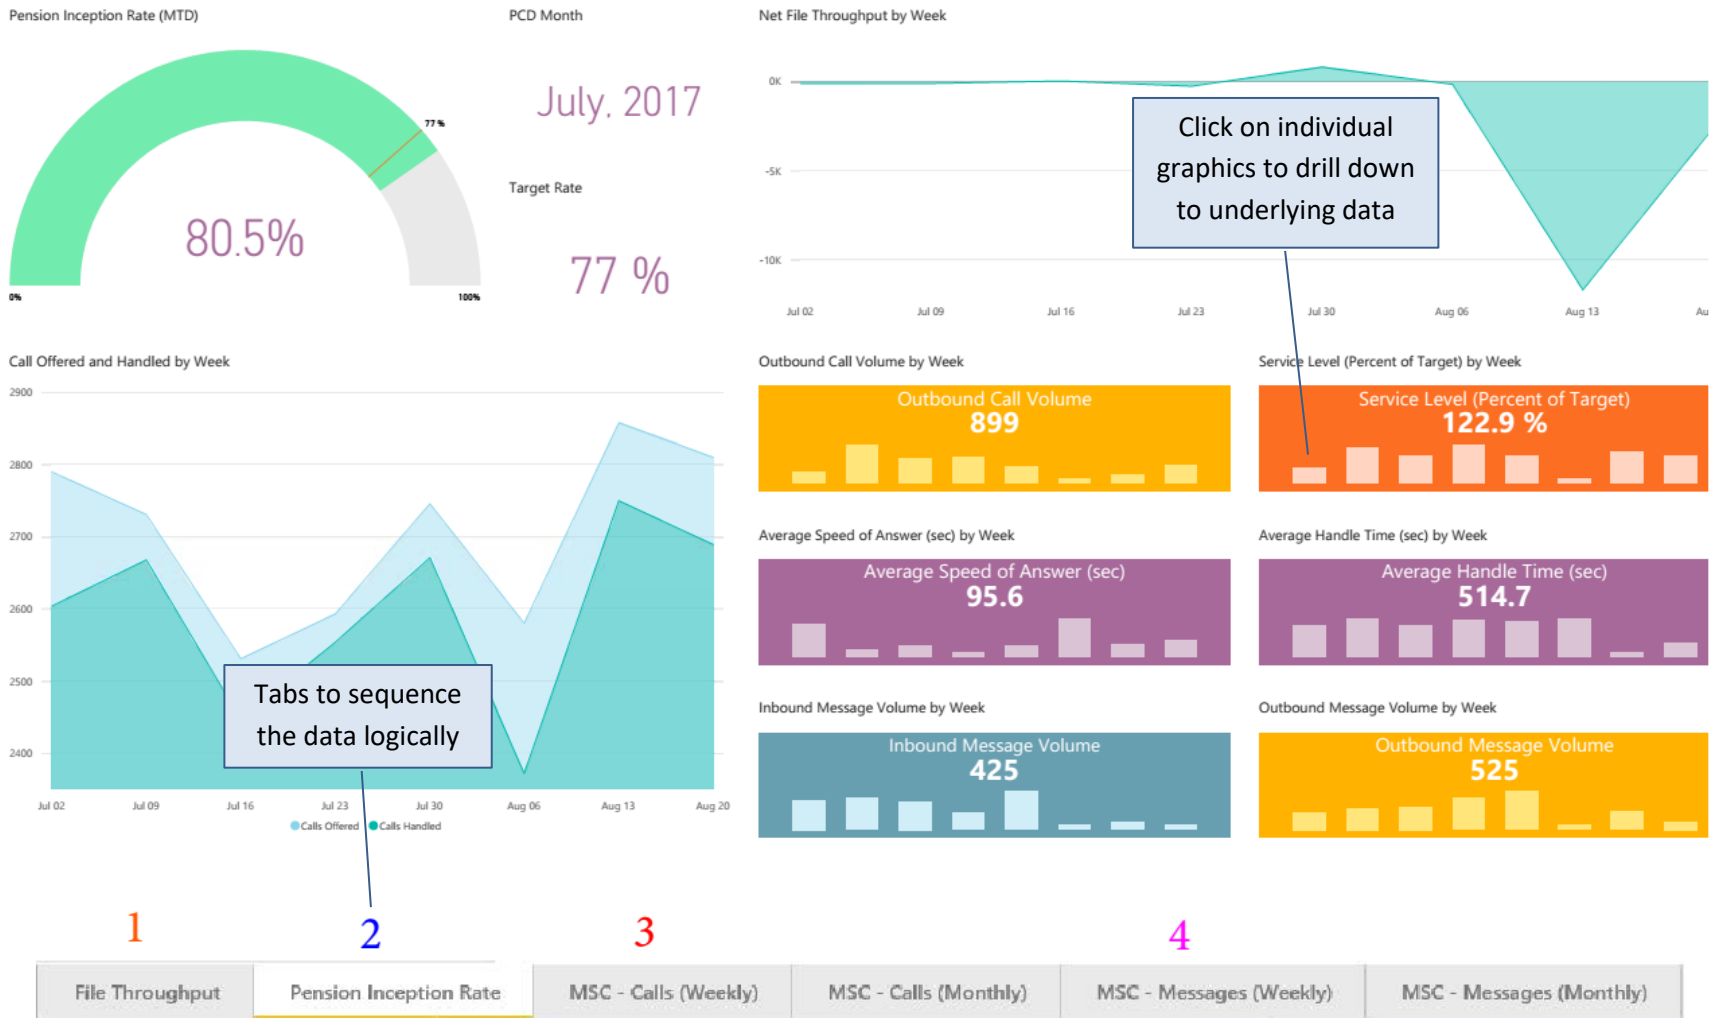 Pension Inception Rate (MTD)
77 %
80.5%
0%
100%
PCD Month
July, 2017
Target Rate
77 %
Net File Throughput by Week
0K
-5K
-10K
Jul 02
Jul 09
Jul 16
Jul 23
Jul 30
Aug 06
Aug 13
Au
Click on individual
graphics to drill down
to underlying data
Call Offered and Handled by Week
2900
2800
2700
2600
2500
2400
Jul 02
Jul 09
Jul 16
Jul 23
Jul 30
Aug 06
Aug 13
Aug 20
Calls Offered
Calls Handled
Tabs to sequence
the data logically
Outbound Call Volume by Week
Outbound Call Volume
899
Service Level (Percent of Target) by Week
Service Level (Percent of Target)
122.9 %
Average Speed of Answer (sec) by Week
Average Speed of Answer (sec)
95.6
Average Handle Time (sec) by Week
Average Handle Time (sec)
514.7
Inbound Message Volume by Week
Inbound Message Volume
425
Outbound Message Volume by Week
Outbound Message Volume
525
1
2
3
4
File Throughput
Pension Inception Rate
MSC - Calls (Weekly)
MSC - Calls (Monthly)
MSC - Messages (Weekly)
MSC - Messages (Monthly)